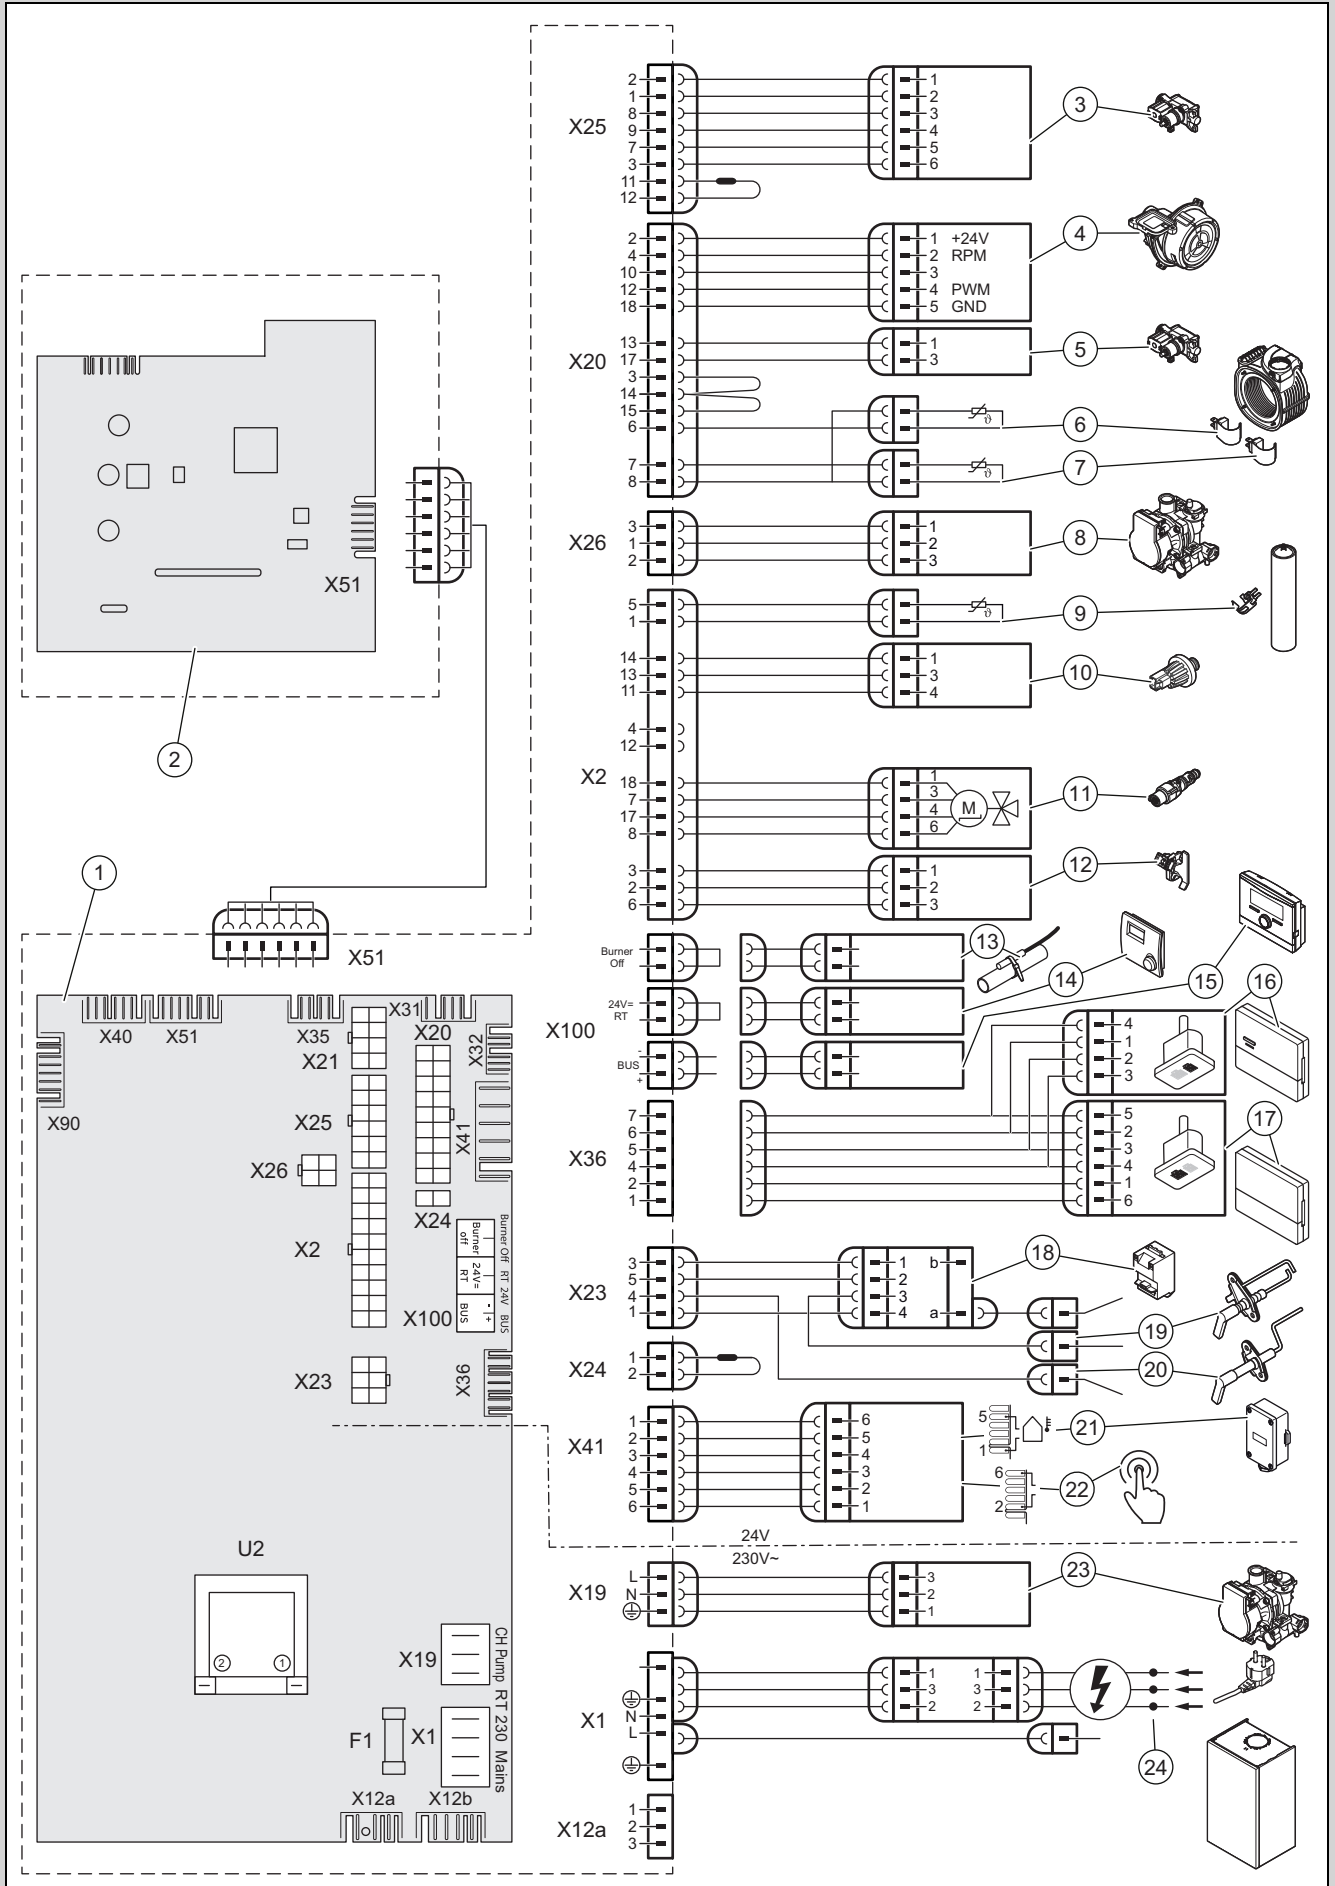 X25
2 1
1 2
8 3
9 4
7 5
3 6
11
12
3
X20
2 1 +24V
4 2 RPM
10 3
12 4 PWM
18 5 GND
4
13 1
17 3
5
3
14
15
6
ϑ
6
7
8
ϑ
7
X26
3 1
1 2
2 3
8
X2
5
1
ϑ
9
14 1
13 3
11 4
10
4
12
18 1
7 3
17 4
8 6
M
11
3 1
2 2
6 3
12
X51
2
1
X51
X100
Burner
Off
13
24V=
RT
14
-
BUS
+
15
4
1
2
3
16
X36
7 5
6 2
5 3
4 4
2 1
1 6
17
X23
3 1 b
5 2
4 3
1 4 a
18
19
20
X24
1
2
X41
1 6
2 5
3 4
4 3
5 2
6 1
5
1
21
6
2
22
24V
230V~
X19
L 3
N 2
1
23
X1
1 1
3 3
2 2
N
L
24
X12a
1
2
3
X40 X51 X35 X31
X21
X20
X32
X90
X25
X41
X26
X24
X2
Burner Off RT 24V BUS
Burner
off
24V=
RT
- +
BUS
X100
X23
X36
U2
2 1
X19
CH Pump RT 230 Mains
F1
X1
X12a X12b